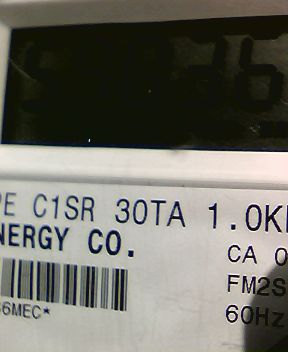 PE C1SR 30TA 1.0K
NERGY CO.
CA 0
FM2S
6MEC*
60Hz